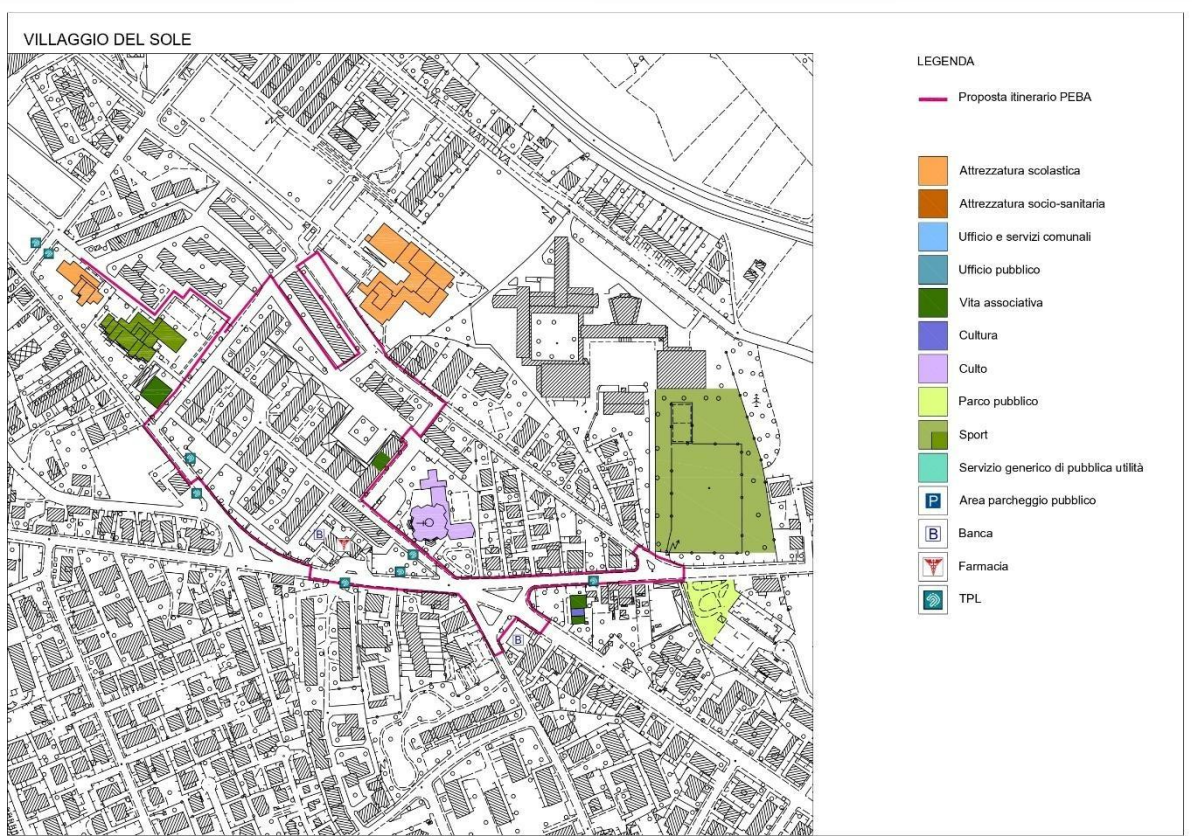 VILLAGGIO DEL SOLE
MANTOVA
B
B
LEGENDA
Proposta itinerario PEBA
Attrezzatura scolastica
Attrezzatura socio-sanitaria
Ufficio e servizi comunali
Ufficio pubblico
Vita associativa
Cultura
Culto
Parco pubblico
Sport
Servizio generico di pubblica utilità
P Area parcheggio pubblico
B Banca
Farmacia
TPL